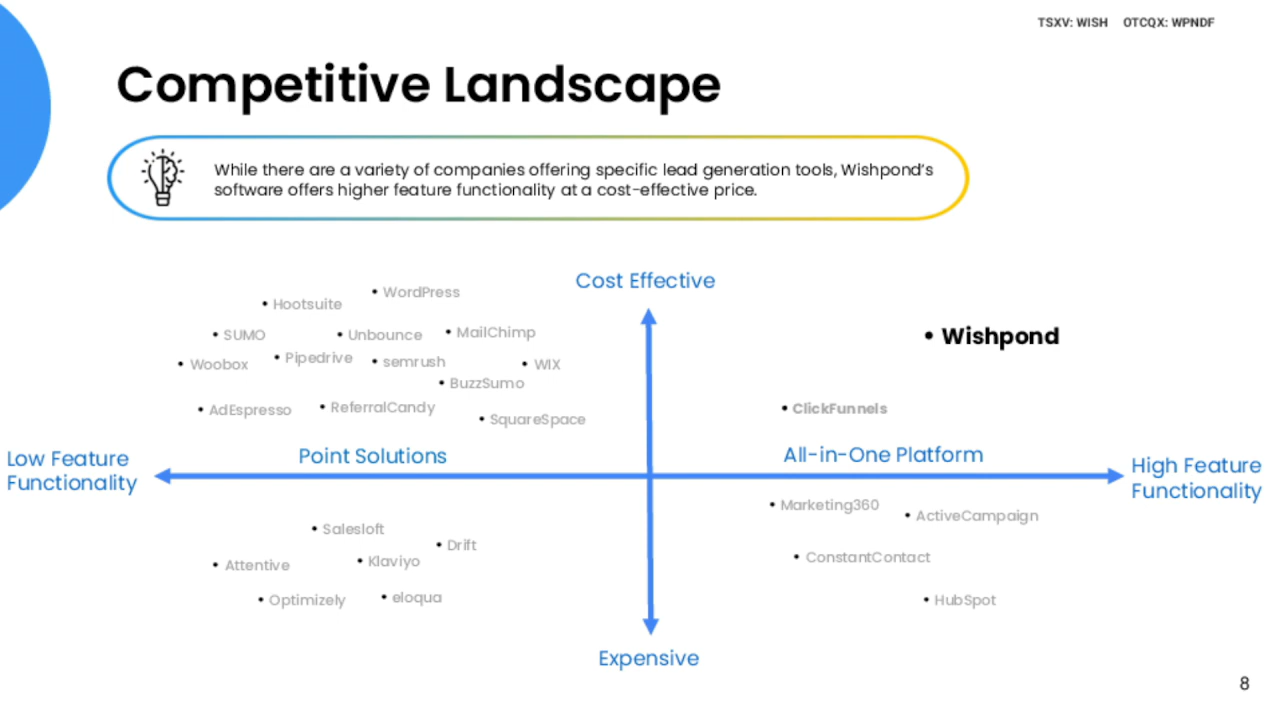 TSXV: WISH OTCQX: WPNDF
Competitive Landscape
While there are a variety of companies offering specific lead generation tools, Wishpond's
software offers higher feature functionality at a cost-effective price.
Cost Effective
• WordPress
• Hootsuite
• SUMO
• Unbounce
• MailChimp
• Wishpond
• Woobox
• Pipedrive
• semrush
• WIX
• BuzzSumo
• AdEspresso
• ReferralCandy
• SquareSpace
• ClickFunnels
Low Feature
Functionality
Point Solutions
All-in-One Platform
High Feature
Functionality
• Marketing360
• ActiveCampaign
• Salesloft
• Drift
• Attentive
• Klaviyo
• ConstantContact
• Optimizely
• eloqua
• HubSpot
Expensive
8